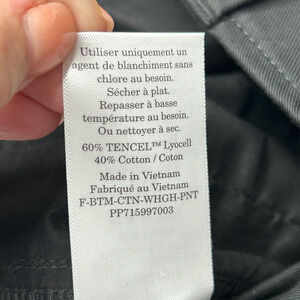 Utiliser uniquement un
agent de blanchiment sans
chlore au besoin.
Sécher à plat.
Repasser à basse
température au besoin.
Ou nettoyer à sec.
60% TENCEL™ Lyocell
40% Cotton / Coton
Made in Vietnam
Fabriqué au Vietnam
F-BTM-CTN-WHGH-PNT
PP715997003